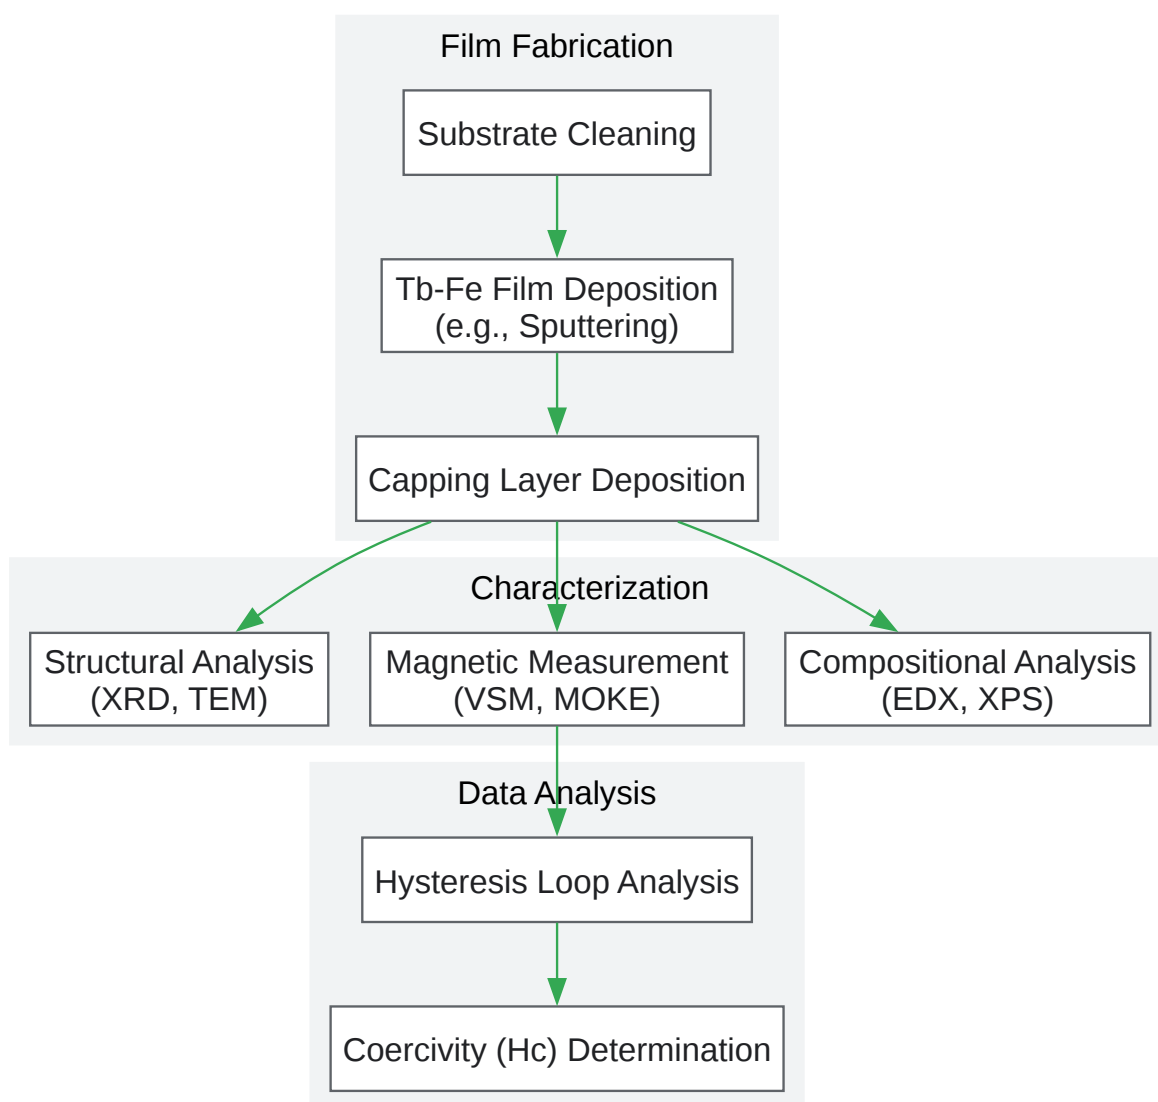 Film Fabrication
Substrate Cleaning
Tb-Fe Film Deposition
(e.g., Sputtering)
Capping Layer Deposition
Characterization
Structural Analysis
(XRD, TEM)
Magnetic Measurement
(VSM, MOKE)
Compositional Analysis
(EDX, XPS)
Data Analysis
Hysteresis Loop Analysis
Coercivity (Hc) Determination